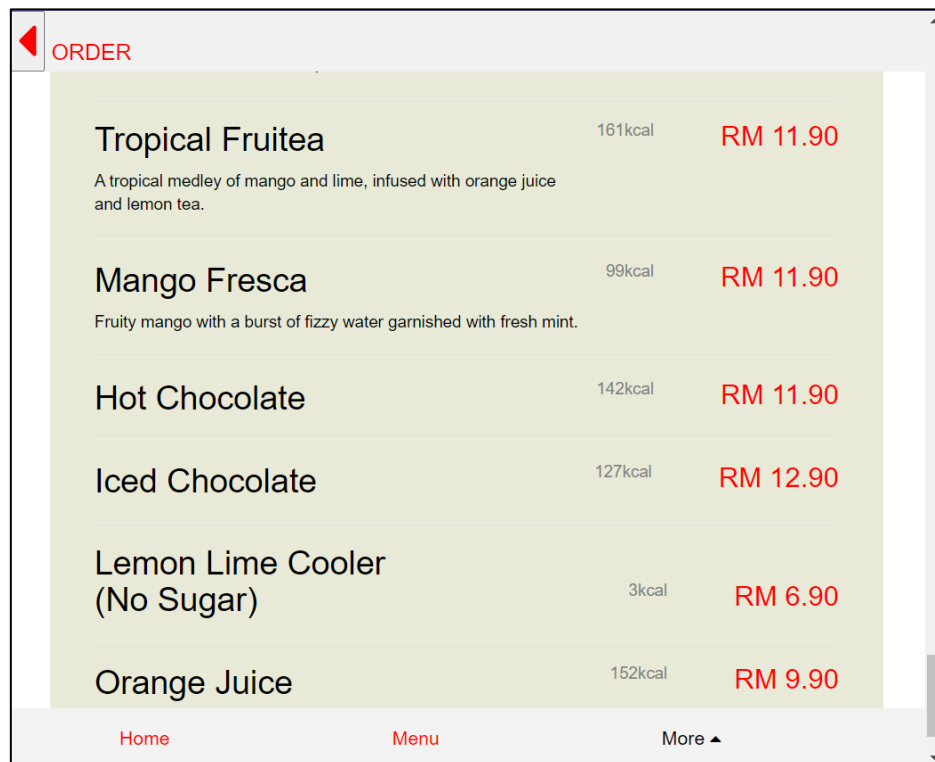 ORDER
Tropical Fruitea 161kcal RM 11.90
A tropical medley of mango and lime, infused with orange juice
and lemon tea.
Mango Fresca 99kcal RM 11.90
Fruity mango with a burst of fizzy water garnished with fresh mint.
Hot Chocolate 142kcal RM 11.90
Iced Chocolate 127kcal RM 12.90
Lemon Lime Cooler
(No Sugar) 3kcal RM 6.90
Orange Juice 152kcal RM 9.90
Home Menu More